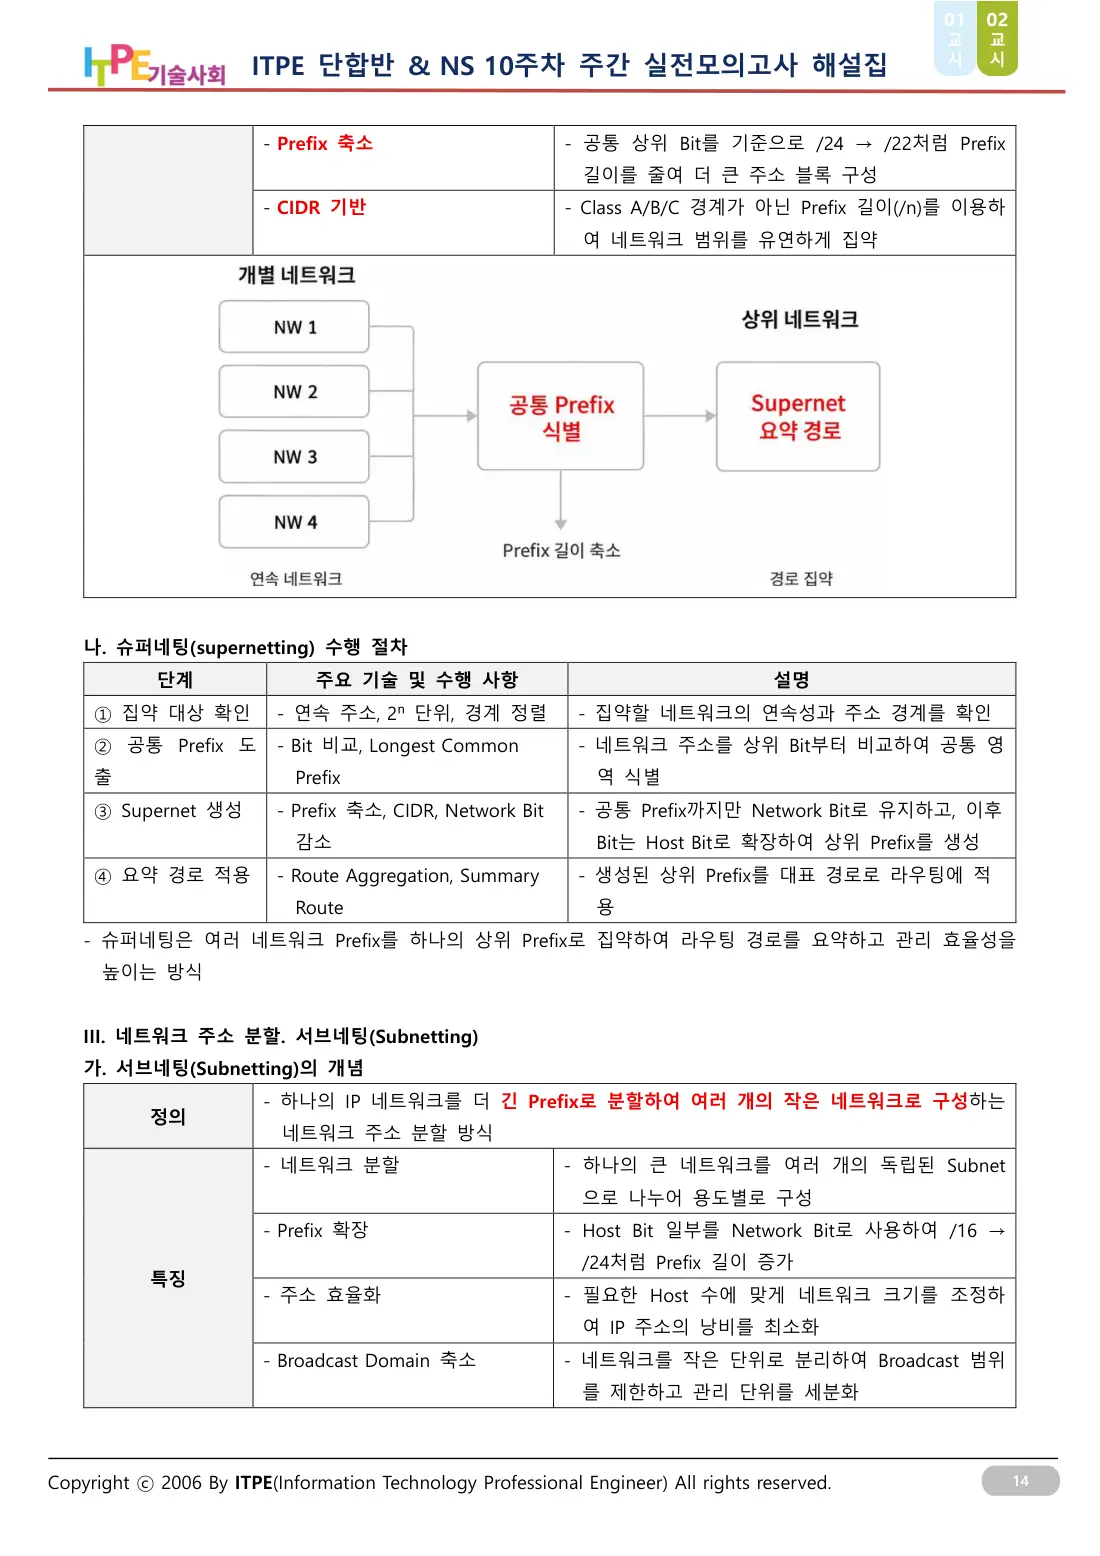 01
교
시
02
교
시
ITPE기술사회
ITPE 단합반 & NS 10주차 주간 실전모의고사 해설집
- Prefix 축소
- 공통 상위 Bit를 기준으로 /24 → /22처럼 Prefix
길이를 줄여 더 큰 주소 블록 구성
- CIDR 기반
- Class A/B/C 경계가 아닌 Prefix 길이(/n)를 이용하
여 네트워크 범위를 유연하게 집약
개별 네트워크
NW 1
NW 2
NW 3
NW 4
연속 네트워크
공통 Prefix
식별
Prefix 길이 축소
상위 네트워크
Supernet
요약 경로
경로 집약
나. 슈퍼네팅(supernetting) 수행 절차
단계
주요 기술 및 수행 사항
설명
① 집약 대상 확인
- 연속 주소, 2ⁿ 단위, 경계 정렬
- 집약할 네트워크의 연속성과 주소 경계를 확인
② 공통 Prefix 도
출
- Bit 비교, Longest Common
Prefix
- 네트워크 주소를 상위 Bit부터 비교하여 공통 영
역 식별
③ Supernet 생성
- Prefix 축소, CIDR, Network Bit
감소
- 공통 Prefix까지만 Network Bit로 유지하고, 이후
Bit는 Host Bit로 확장하여 상위 Prefix를 생성
④ 요약 경로 적용
- Route Aggregation, Summary
Route
- 생성된 상위 Prefix를 대표 경로로 라우팅에 적
용
- 슈퍼네팅은 여러 네트워크 Prefix를 하나의 상위 Prefix로 집약하여 라우팅 경로를 요약하고 관리 효율성을
높이는 방식
III. 네트워크 주소 분할. 서브네팅(Subnetting)
가. 서브네팅(Subnetting)의 개념
정의
- 하나의 IP 네트워크를 더 긴 Prefix로 분할하여 여러 개의 작은 네트워크로 구성하는
네트워크 주소 분할 방식
특징
- 네트워크 분할
- 하나의 큰 네트워크를 여러 개의 독립된 Subnet
으로 나누어 용도별로 구성
- Prefix 확장
- Host Bit 일부를 Network Bit로 사용하여 /16 →
/24처럼 Prefix 길이 증가
- 주소 효율화
- 필요한 Host 수에 맞게 네트워크 크기를 조정하
여 IP 주소의 낭비를 최소화
- Broadcast Domain 축소
- 네트워크를 작은 단위로 분리하여 Broadcast 범위
를 제한하고 관리 단위를 세분화
Copyright ⓒ 2006 By ITPE(Information Technology Professional Engineer) All rights reserved.
14